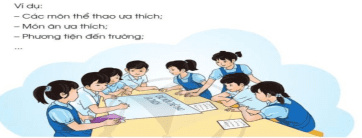 Ví dụ:
– Các môn thể thao ưa thích;
– Món ăn ưa thích;
– Phương tiện đến trường;
...